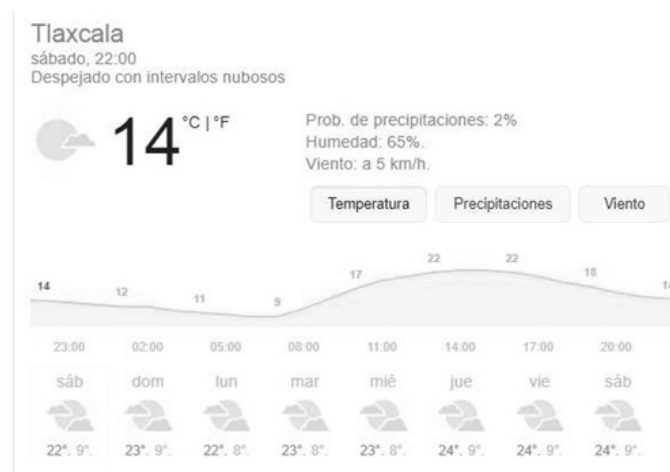 Tlaxcala
sábado, 22:00
Despejado con intervalos nubosos
14 °C | °F
Prob. de precipitaciones: 2%
Humedad: 65%.
Viento: a 5 km/h.
Temperatura Precipitaciones Viento
14 12 11 9 17 22 22 18 14
23:00 02:00 05:00 08:00 11:00 14:00 17:00 20:00
sáb dom lun mar mié jue vie sáb
22°. 9°. 23°. 9°. 22°. 8°. 23°. 8°. 23°. 8°. 24°. 9°. 24°. 9°. 24°. 9°.